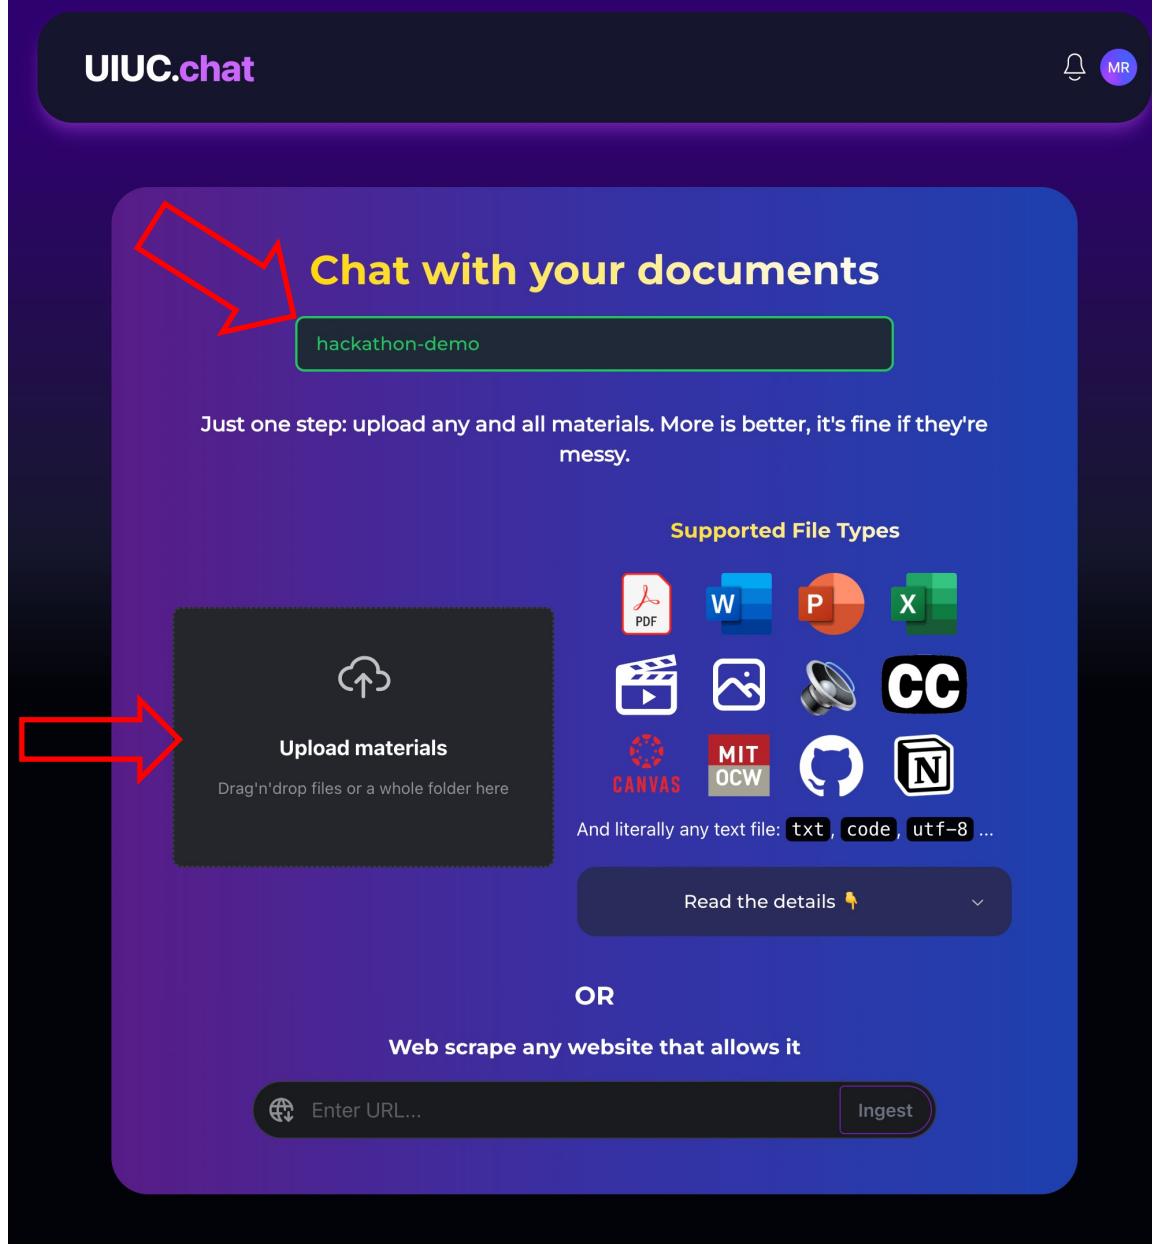 UIUC.chat
MR
Chat with your documents
hackathon-demo
Just one step: upload any and all materials. More is better, it's fine if they're
messy.
Supported File Types
PDF
W
P
X
CC
CANVAS
MIT
OCW
N
Upload materials
Drag'n'drop files or a whole folder here
And literally any text file: txt, code, utf-8 ...
Read the details 👇
OR
Web scrape any website that allows it
Enter URL...
Ingest